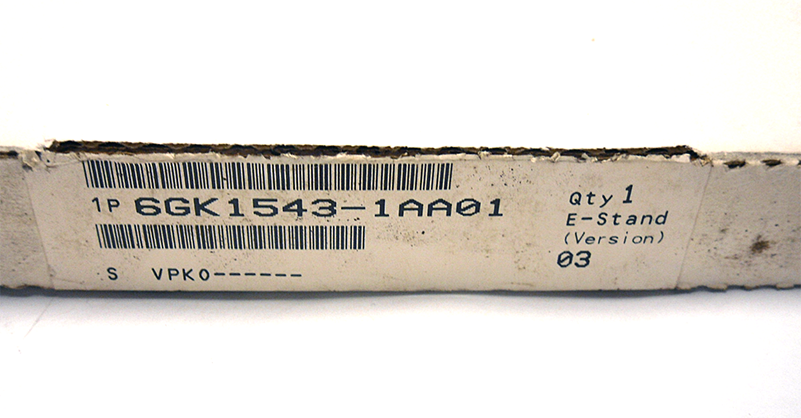 1P 6GK1543-1AA01
S VPK0------
Qty 1
E-Stand
(Version)
03